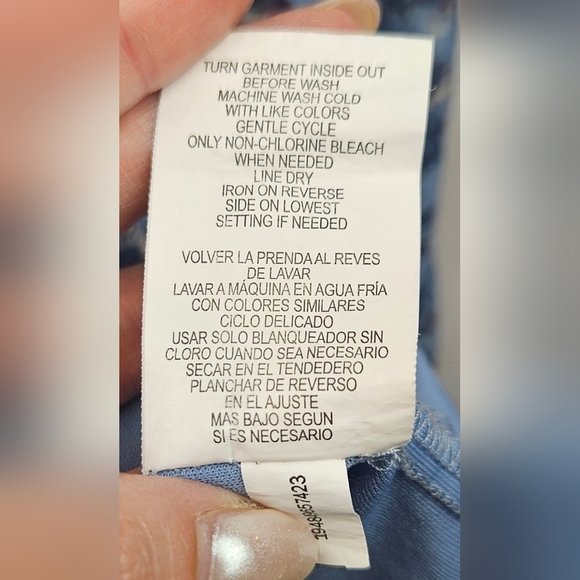 TURN GARMENT INSIDE OUT
BEFORE WASH
MACHINE WASH COLD
WITH LIKE COLORS
GENTLE CYCLE
ONLY NON-CHLORINE BLEACH
WHEN NEEDED
LINE DRY
IRON ON REVERSE
SIDE ON LOWEST
SETTING IF NEEDED
VOLVER LA PRENDA AL REVES
DE LAVAR
LAVAR A MÁQUINA EN AGUA FRÍA
CON COLORES SIMILARES
CICLO DELICADO
USAR SOLO BLANQUEADOR SIN
CLORO CUANDO SEA NECESARIO
SECAR EN EL TENDEDERO
PLANCHAR DE REVERSO
EN EL AJUSTE
MAS BAJO SEGUN
SI ES NECESARIO